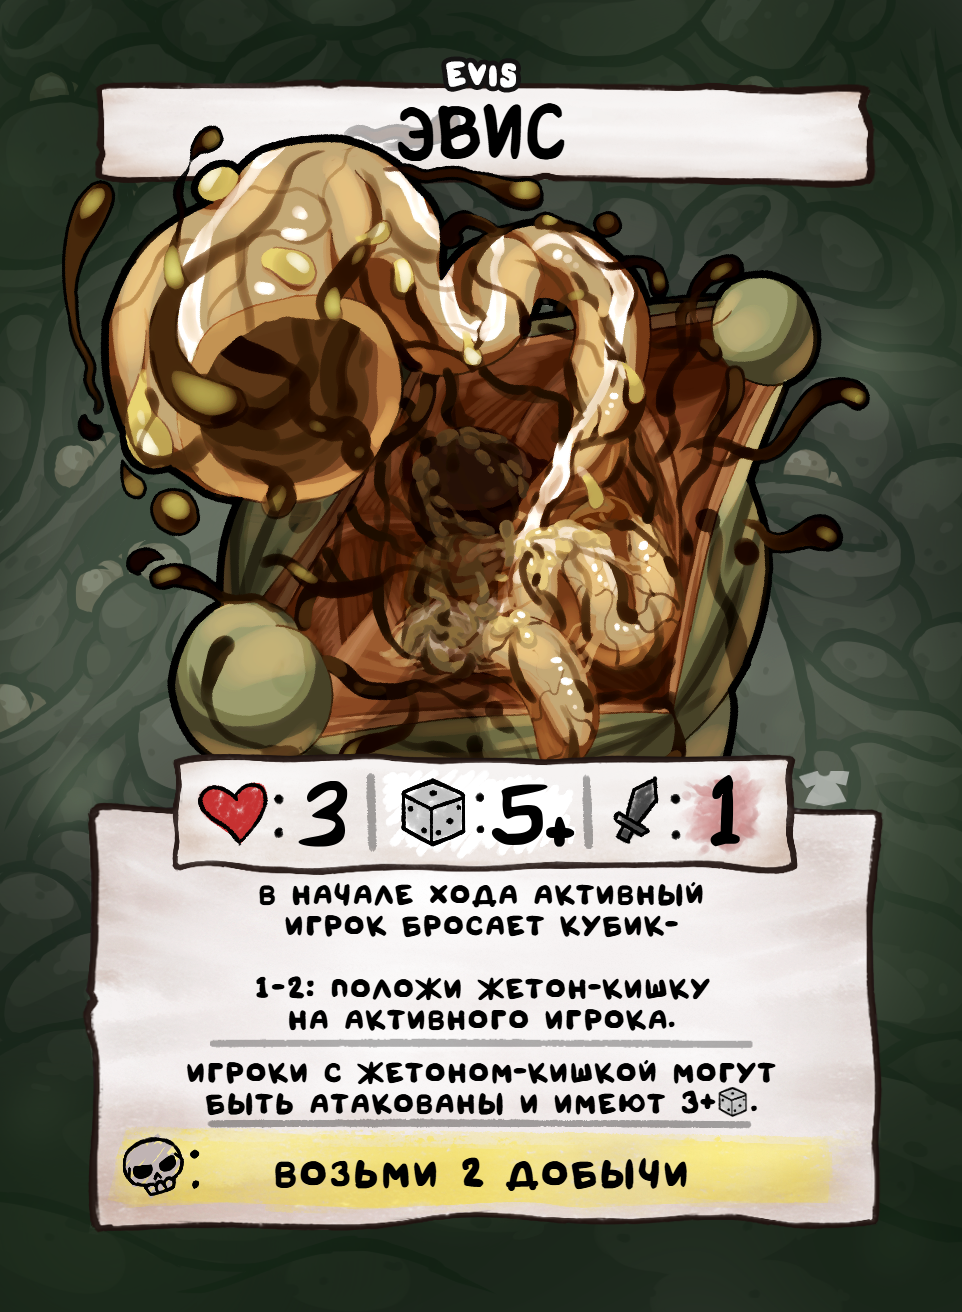 EVIS
ЭВИС
: 3 : 5+ : 1
В НАЧАЛЕ ХОДА АКТИВНЫЙ
ИГРОК БРОСАЕТ КУБИК-
1-2: ПОЛОЖИ ЖЕТОН-КИШКУ
НА АКТИВНОГО ИГРОКА.
ИГРОКИ С ЖЕТОНОМ-КИШКОЙ МОГУТ
БЫТЬ АТАКОВАНЫ И ИМЕЮТ 3+ .
: ВОЗЬМИ 2 ДОБЫЧИ